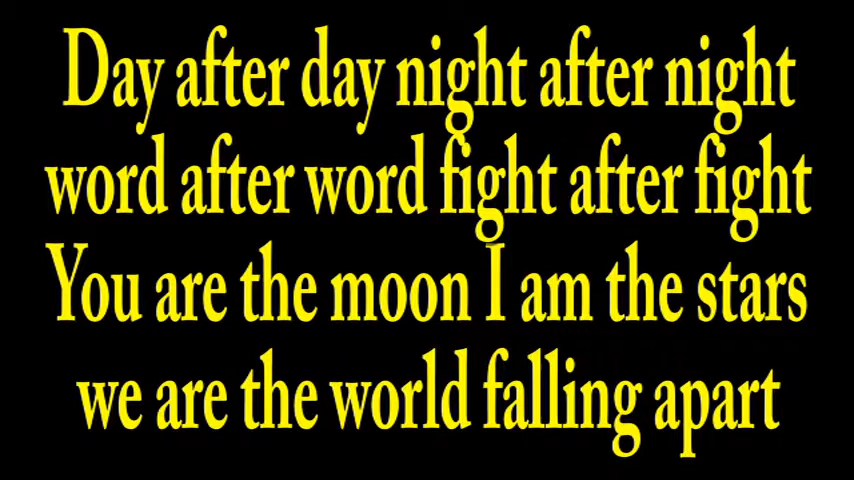 Day after day night after night
word after word fight after fight
You are the moon I am the stars
we are the world falling apart